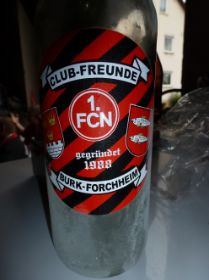 CLUB-FREUNDE
1.
FCN
gegründet
1988
BURK-FORCHHEIM